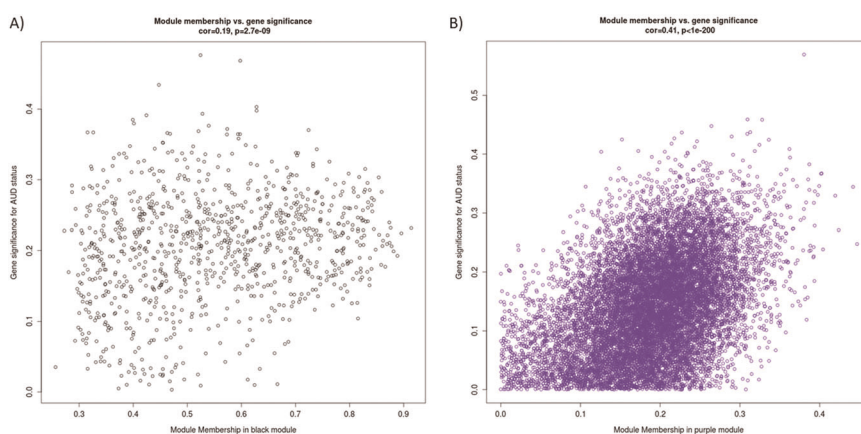 A)
Module membership vs. gene significance
cor=0.19, p=2.7e-09
Gene significance for AUD status
0.4
0.3
0.2
0.1
0.0
0.3 0.4 0.5 0.6 0.7 0.8 0.9
Module Membership in black module
B)
Module membership vs. gene significance
cor=0.41, p<1e-200
Gene significance for AUD status
0.5
0.4
0.3
0.2
0.1
0.0
0.0 0.1 0.2 0.3 0.4
Module Membership in purple module